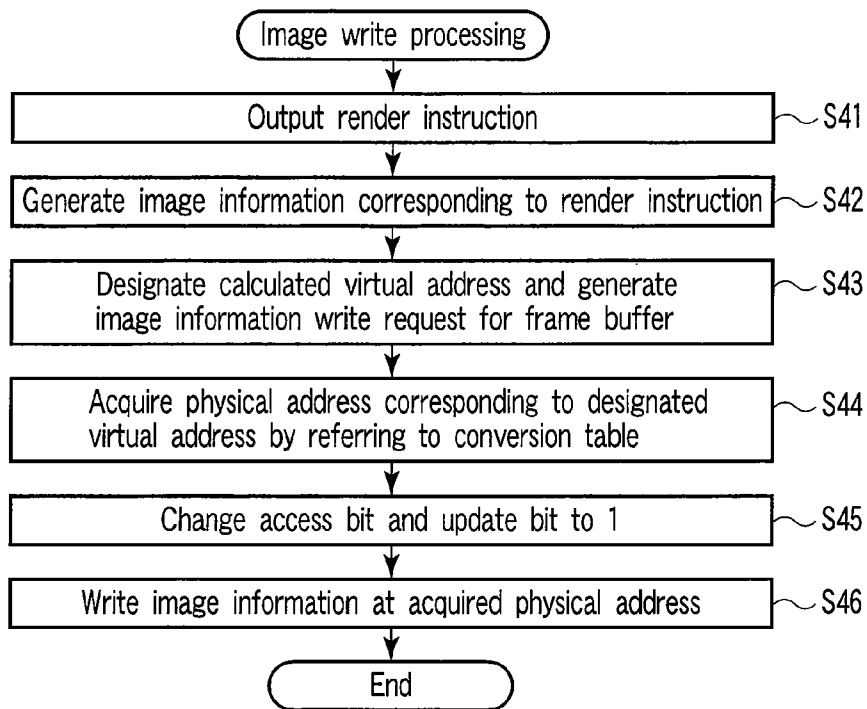 Image write processing
Output render instruction
S41
Generate image information corresponding to render instruction
S42
Designate calculated virtual address and generate
image information write request for frame buffer
S43
Acquire physical address corresponding to designated
virtual address by referring to conversion table
S44
Change access bit and update bit to 1
S45
Write image information at acquired physical address
S46
End